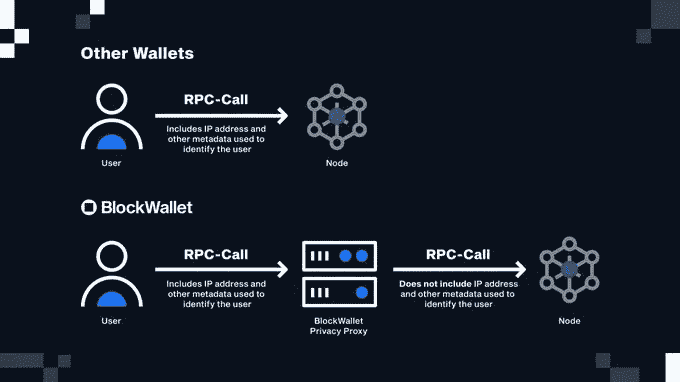 Other Wallets
RPC-Call
Includes IP address and
other metadata used to
identify the user
User
Node
BlockWallet
RPC-Call
Includes IP address and
other metadata used to
identify the user
RPC-Call
Does not include IP address
and other metadata used to
identify the user
User
BlockWallet
Privacy Proxy
Node